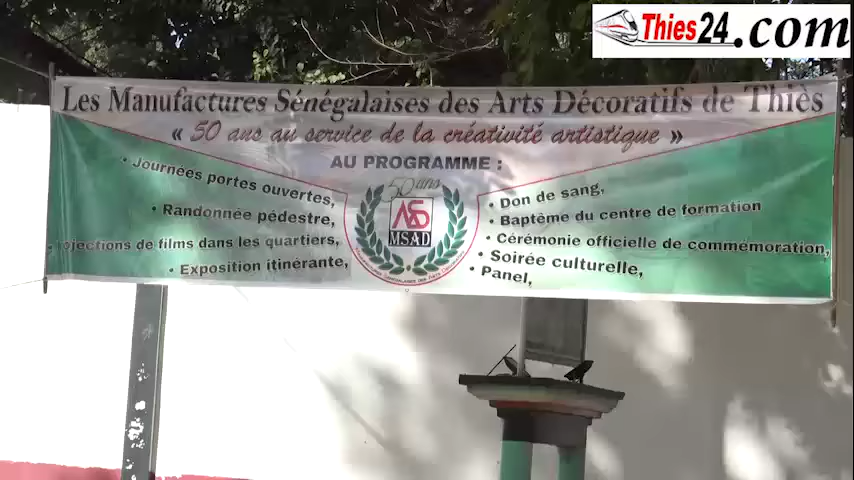 Thies24.com
Les Manufactures Sénégalaises des Arts Décoratifs de Thiès
« 50 ans au service de la créativité artistique »
AU PROGRAMME :
• Journées portes ouvertes,
• Randonnée pédestre,
ojections de films dans les quartiers,
• Exposition itinérante,
50 ans
MSAD
• Don de sang,
• Baptème du centre de formation
• Cérémonie officielle de commémoration,
• Soirée culturelle,
• Panel,